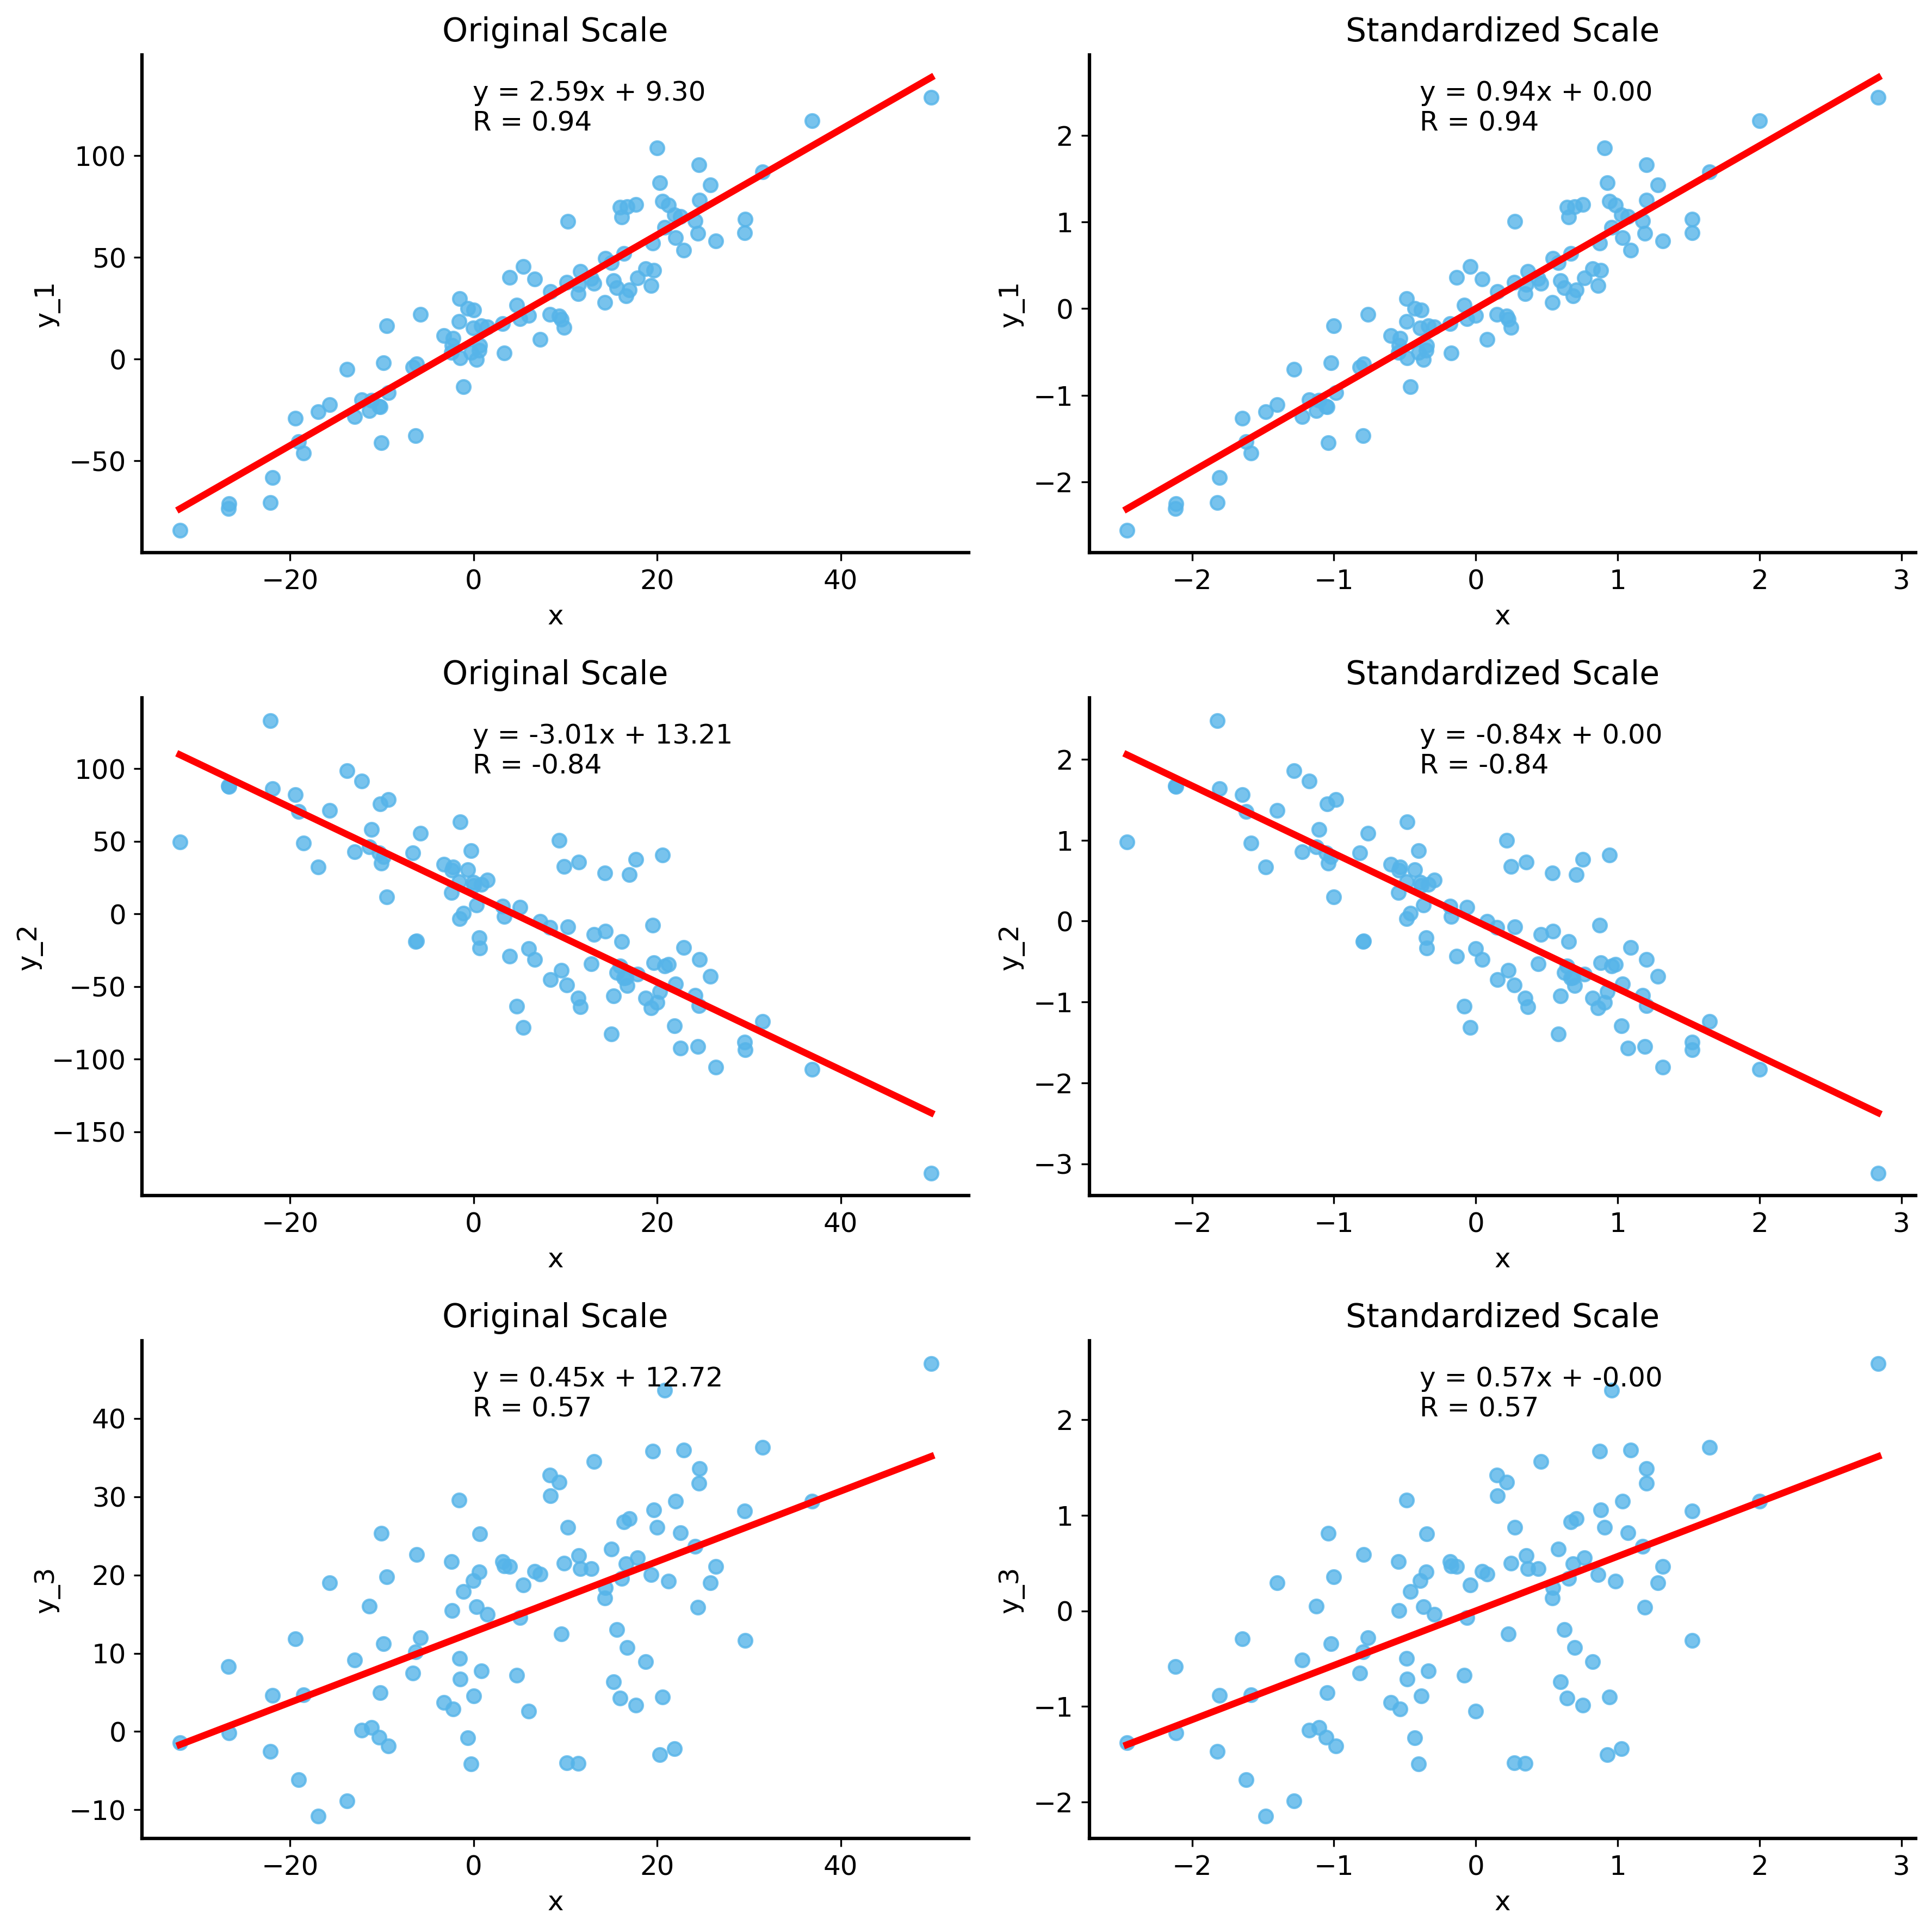 Original Scale
y = 2.59x + 9.30
R = 0.94
y_1
100
50
0
−50
−20
0
20
40
x
Standardized Scale
y = 0.94x + 0.00
R = 0.94
y_1
2
1
0
−1
−2
−2
−1
0
1
2
3
x
Original Scale
y = -3.01x + 13.21
R = -0.84
y_2
100
50
0
−50
−100
−150
−20
0
20
40
x
Standardized Scale
y = -0.84x + 0.00
R = -0.84
y_2
2
1
0
−1
−2
−3
−2
−1
0
1
2
3
x
Original Scale
y = 0.45x + 12.72
R = 0.57
y_3
40
30
20
10
0
−10
−20
0
20
40
x
Standardized Scale
y = 0.57x + -0.00
R = 0.57
y_3
2
1
0
−1
−2
−2
−1
0
1
2
3
x